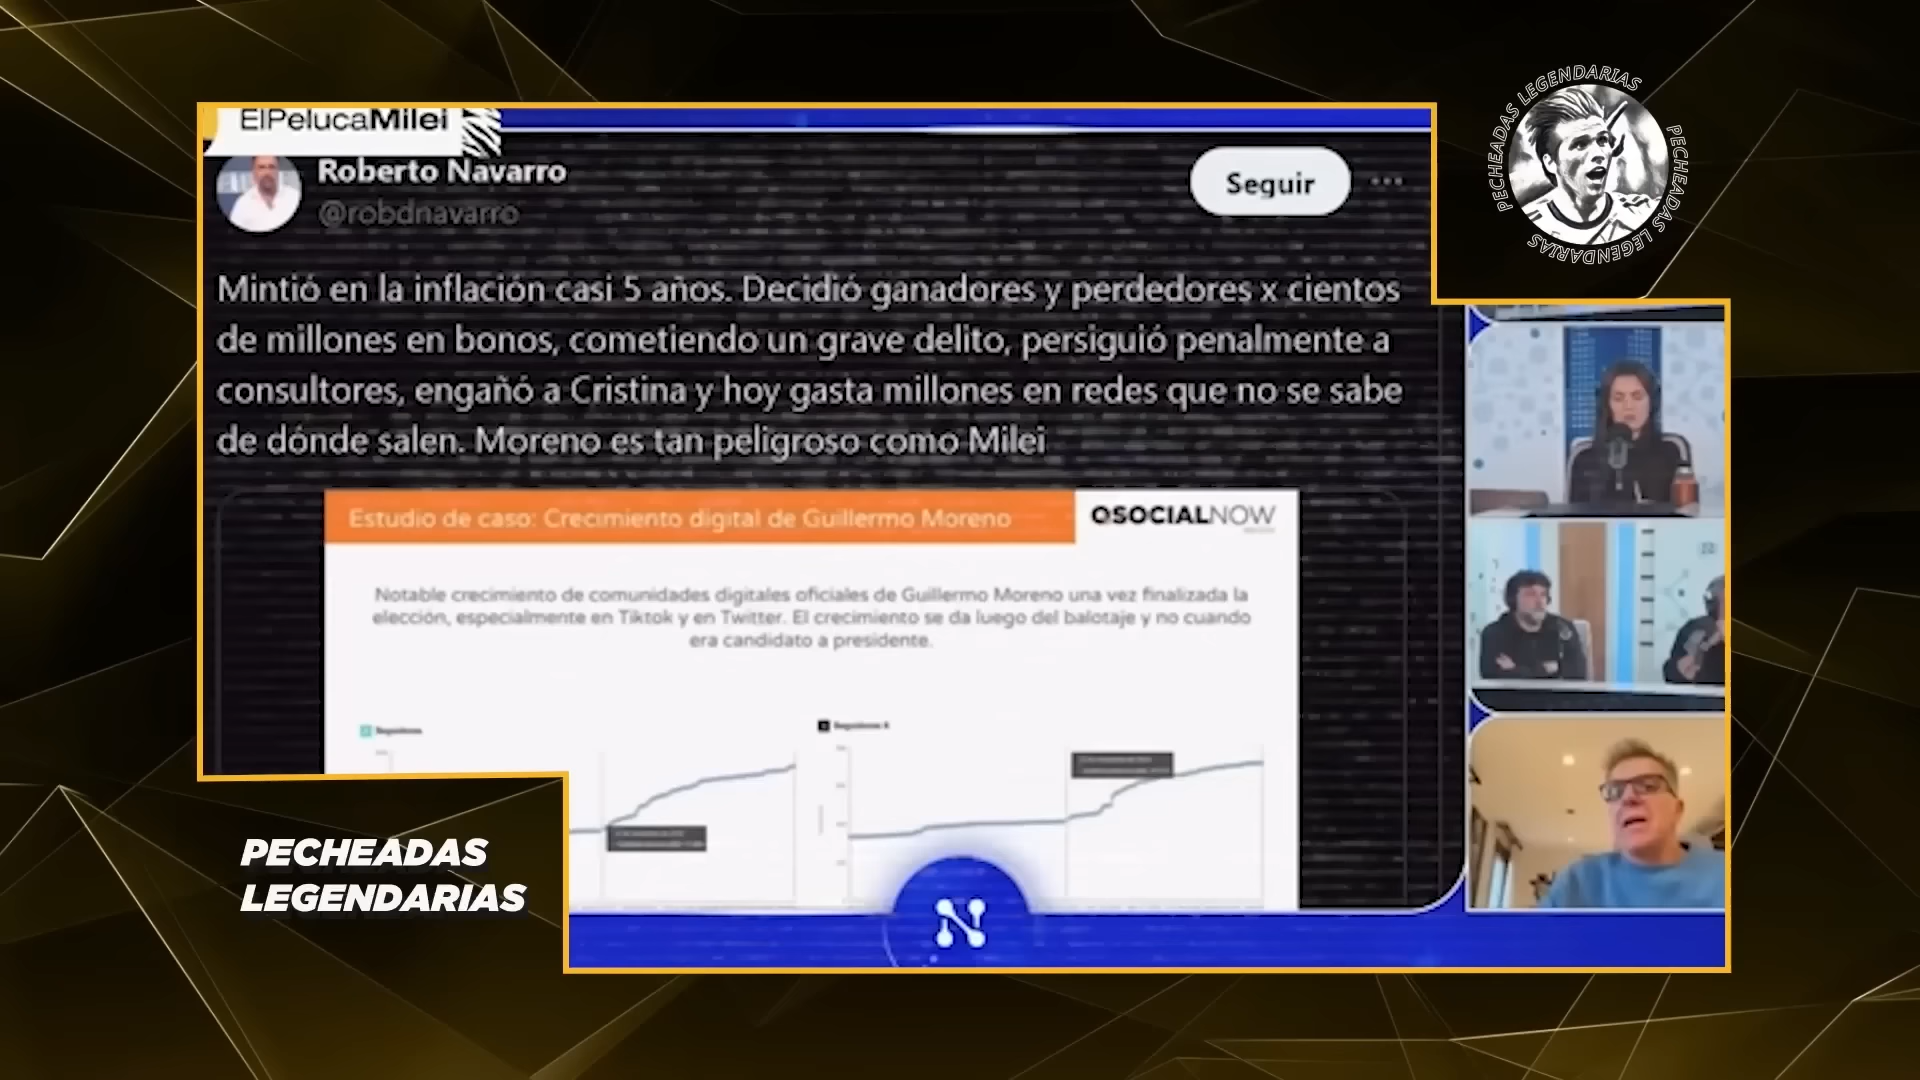 ElPelucaMilei
Roberto Navarro
@robdnavarro
Seguir
Mintió en la inflación casi 5 años. Decidió ganadores y perdedores x cientos
de millones en bonos, cometiendo un grave delito, persiguió penalmente a
consultores, engañó a Cristina y hoy gasta millones en redes que no se sabe
de dónde salen. Moreno es tan peligroso como Milei
Estudio de caso: Crecimiento digital de Guillermo Moreno
QSOCIALNOW
Notable crecimiento de comunidades digitales oficiales de Guillermo Moreno una vez finalizada la
elección, especialmente en Tiktok y en Twitter. El crecimiento se da luego del balotaje y no cuando
era candidato a presidente.
PECHEADAS LEGENDARIAS
PECHEADAS LEGENDARIAS
PECHEADAS
LEGENDARIAS